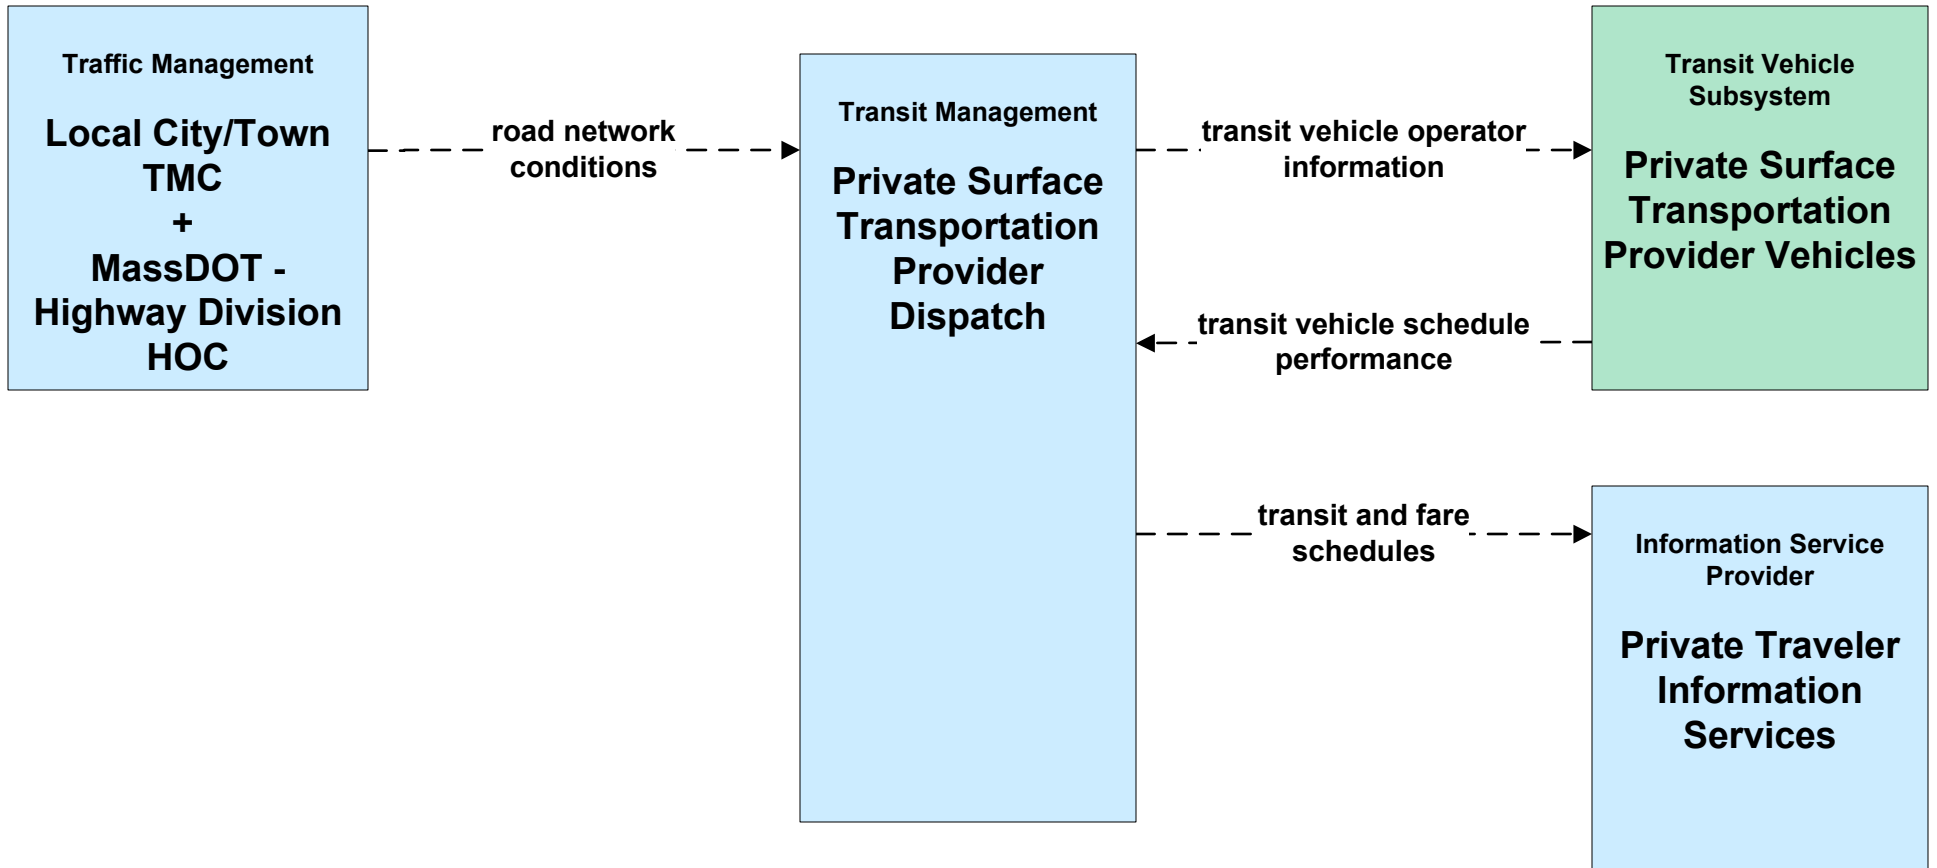 Traffic Management
Local City/Town
TMC
+
MassDOT -
Highway Division
HOC
road network
conditions
Transit Management
Private Surface
Transportation
Provider
Dispatch
transit vehicle operator
information
transit vehicle schedule
performance
transit and fare
schedules
Transit Vehicle
Subsystem
Private Surface
Transportation
Provider Vehicles
Information Service
Provider
Private Traveler
Information
Services